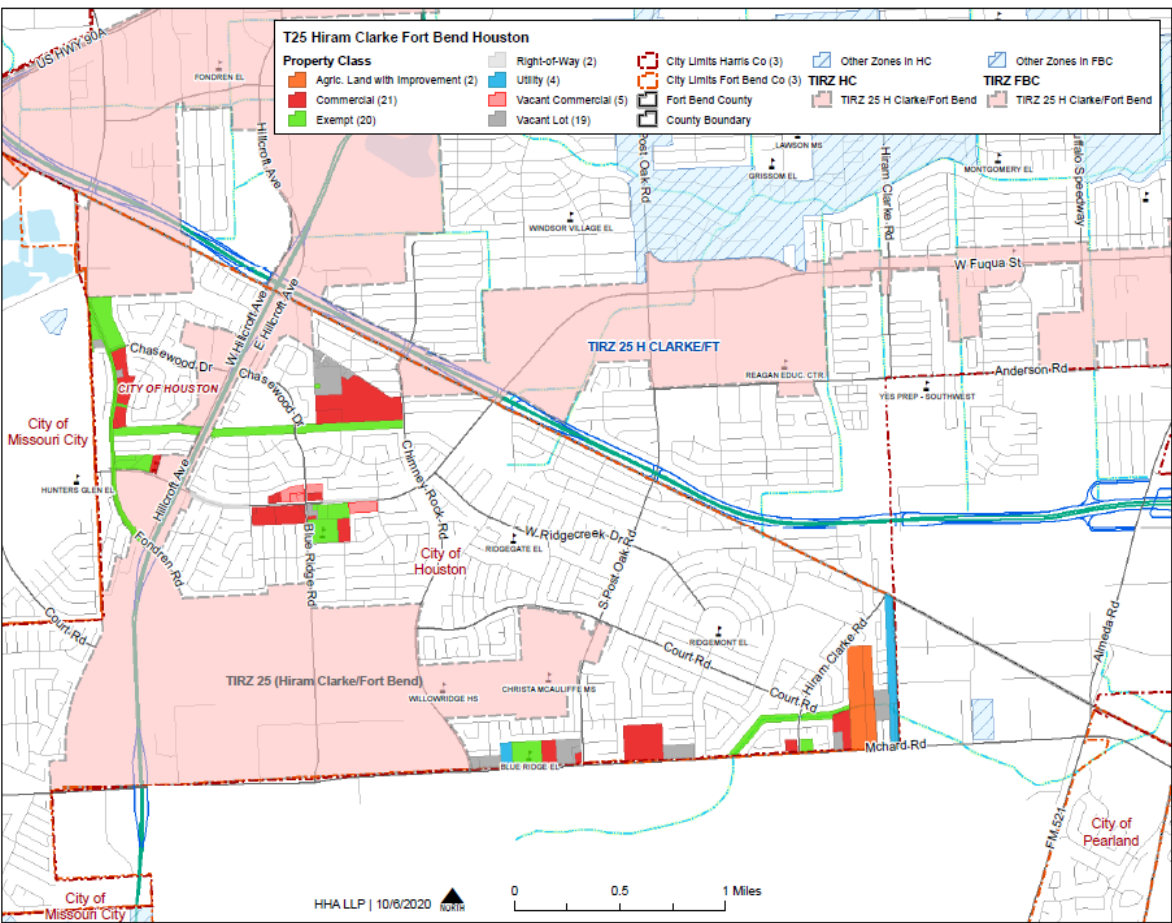 T25 Hiram Clarke Fort Bend Houston
Property Class
Agric. Land with Improvement (2)
Commercial (21)
Exempt (20)
Right-of-Way (2)
Utility (4)
Vacant Commercial (5)
Vacant Lot (19)
City Limits Harris Co (3)
City Limits Fort Bend Co (3)
Fort Bend County
County Boundary
Other Zones in HC
TIRZ HC
TIRZ 25 H Clarke/Fort Bend
Other Zones in FBC
TIRZ FBC
TIRZ 25 H Clarke/Fort Bend
US HWY 90A
FONDREN EL
Hillcroft Ave
Post Oak Rd
LAWSON MS
GRISSOM EL
Hiram Clarke Rd
MONTGOMERY EL
Speedway
WINDSOR VILLAGE EL
W Fuqua St
W Hillcroft Ave
E Hillcroft Ave
Chasewood Dr
CITY OF HOUSTON
Chasewood Dr
TIRZ 25 H CLARKE/FT
REAGAN EDUC. CTR.
Anderson Rd
YES PREP - SOUTHWEST
City of
Missouri City
HUNTERS GLEN EL
Hillcroft Ave
Chimney Rock Rd
Fondren Rd
Blue Ridge Rd
W Ridgecreek Dr
RIDGEGATE EL
City of
Houston
S Post Oak Rd
Court Rd
RIDGEMONT EL
Court Rd
Hiram Clarke Rd
Court Rd
Almeda Rd
TIRZ 25 (Hiram Clarke/Fort Bend)
WILLOWRIDGE HS
CHRISTA MCAULIFFE MS
BLUE RIDGE EL
Mchard Rd
FM 521
City of
Pearland
City of
Missouri City
HHA LLP | 10/6/2020
NORTH
0 0.5 1 Miles